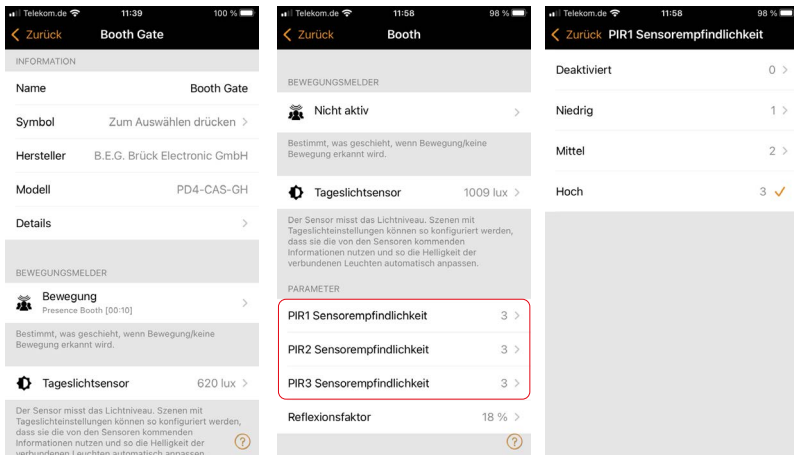 Telekom.de
11:39
100 %
Zurück
Booth Gate
INFORMATION
Name
Booth Gate
Symbol
Zum Auswählen drücken
Hersteller
B.E.G. Brück Electronic GmbH
Modell
PD4-CAS-GH
Details
BEWEGUNGSMELDER
Bewegung
Presence Booth [00:10]
Bestimmt, was geschieht, wenn Bewegung/keine
Bewegung erkannt wird.
Tageslichtsensor
620 lux
Der Sensor misst das Lichtniveau. Szenen mit
Tageslichteinstellungen können so konfiguriert werden,
dass sie die von den Sensoren kommenden
Informationen nutzen und so die Helligkeit der
verbundenen Leuchten automatisch anpassen.
?
Telekom.de
11:58
98 %
Zurück
Booth
BEWEGUNGSMELDER
Nicht aktiv
Bestimmt, was geschieht, wenn Bewegung/keine
Bewegung erkannt wird.
Tageslichtsensor
1009 lux
Der Sensor misst das Lichtniveau. Szenen mit
Tageslichteinstellungen können so konfiguriert werden,
dass sie die von den Sensoren kommenden
Informationen nutzen und so die Helligkeit der
verbundenen Leuchten automatisch anpassen.
PARAMETER
PIR1 Sensorempfindlichkeit
3
PIR2 Sensorempfindlichkeit
3
PIR3 Sensorempfindlichkeit
3
Reflexionsfaktor
18 %
?
Telekom.de
11:58
98 %
Zurück
PIR1 Sensorempfindlichkeit
Deaktiviert
0
Niedrig
1
Mittel
2
Hoch
3